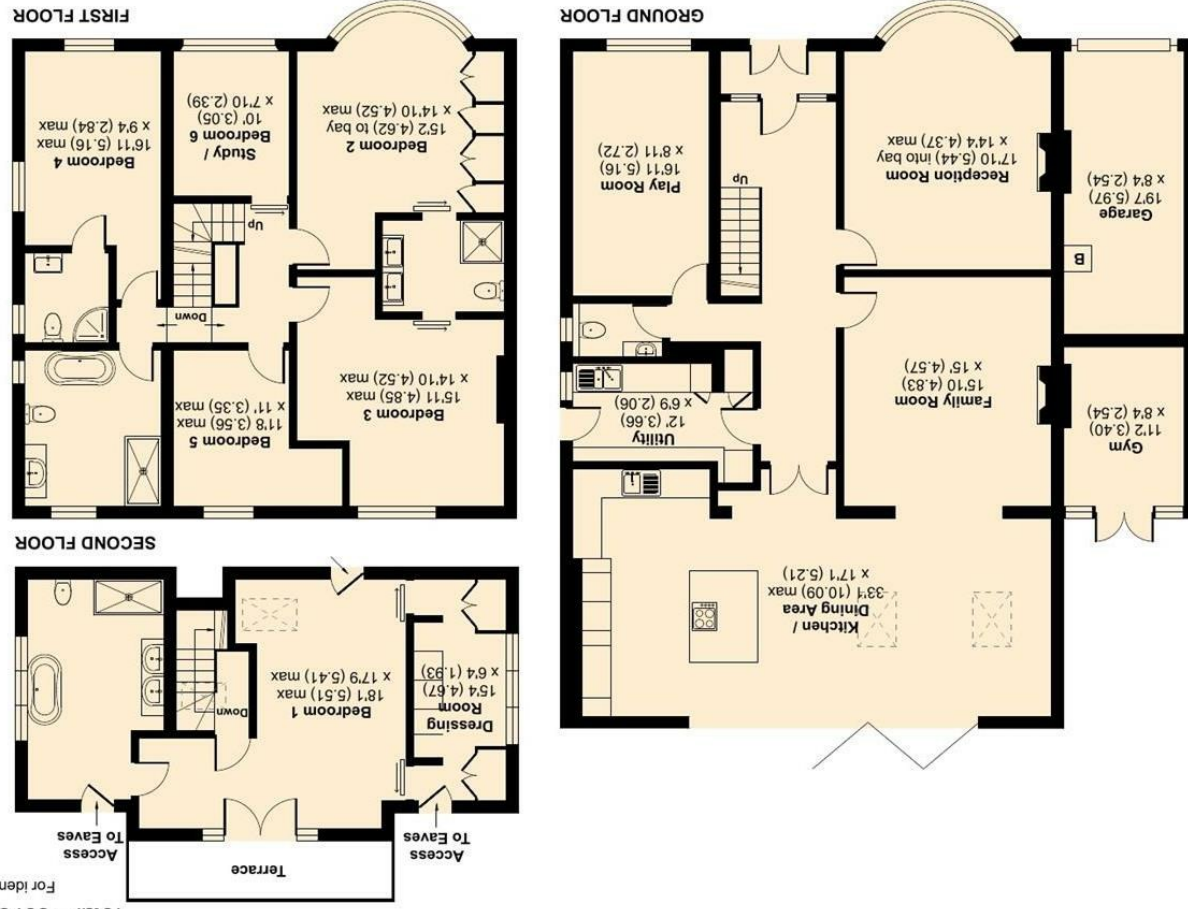 For iden
Terrace
Access
To Eaves
Access
To Eaves
Dressing
Room
15'4 (4.67)
x 6'4 (1.93)
Bedroom 1
18'1 (5.51) max
x 17'9 (5.41) max
Down
SECOND FLOOR
Kitchen /
Dining Area
33'1 (10.09) max
x 17'1 (5.21)
Gym
11'2 (3.40)
x 8'4 (2.54)
Family Room
15'10 (4.83)
x 15' (4.57)
Utility
12' (3.66)
x 6'9 (2.06)
B
Garage
19'7 (5.97)
x 8'4 (2.54)
Reception Room
17'10 (5.44) into bay
x 14'4 (4.37) max
Up
Play Room
16'11 (5.16)
x 8'11 (2.72)
GROUND FLOOR
Bedroom 3
15'11 (4.85) max
x 14'10 (4.52) max
Bedroom 5
11'8 (3.56) max
x 11' (3.35) max
Down
Up
Bedroom 2
15'2 (4.62) to bay
x 14'10 (4.52) max
Study /
Bedroom 6
10' (3.05)
x 7'10 (2.39)
Bedroom 4
16'11 (5.16) max
x 9'4 (2.84) max
FIRST FLOOR